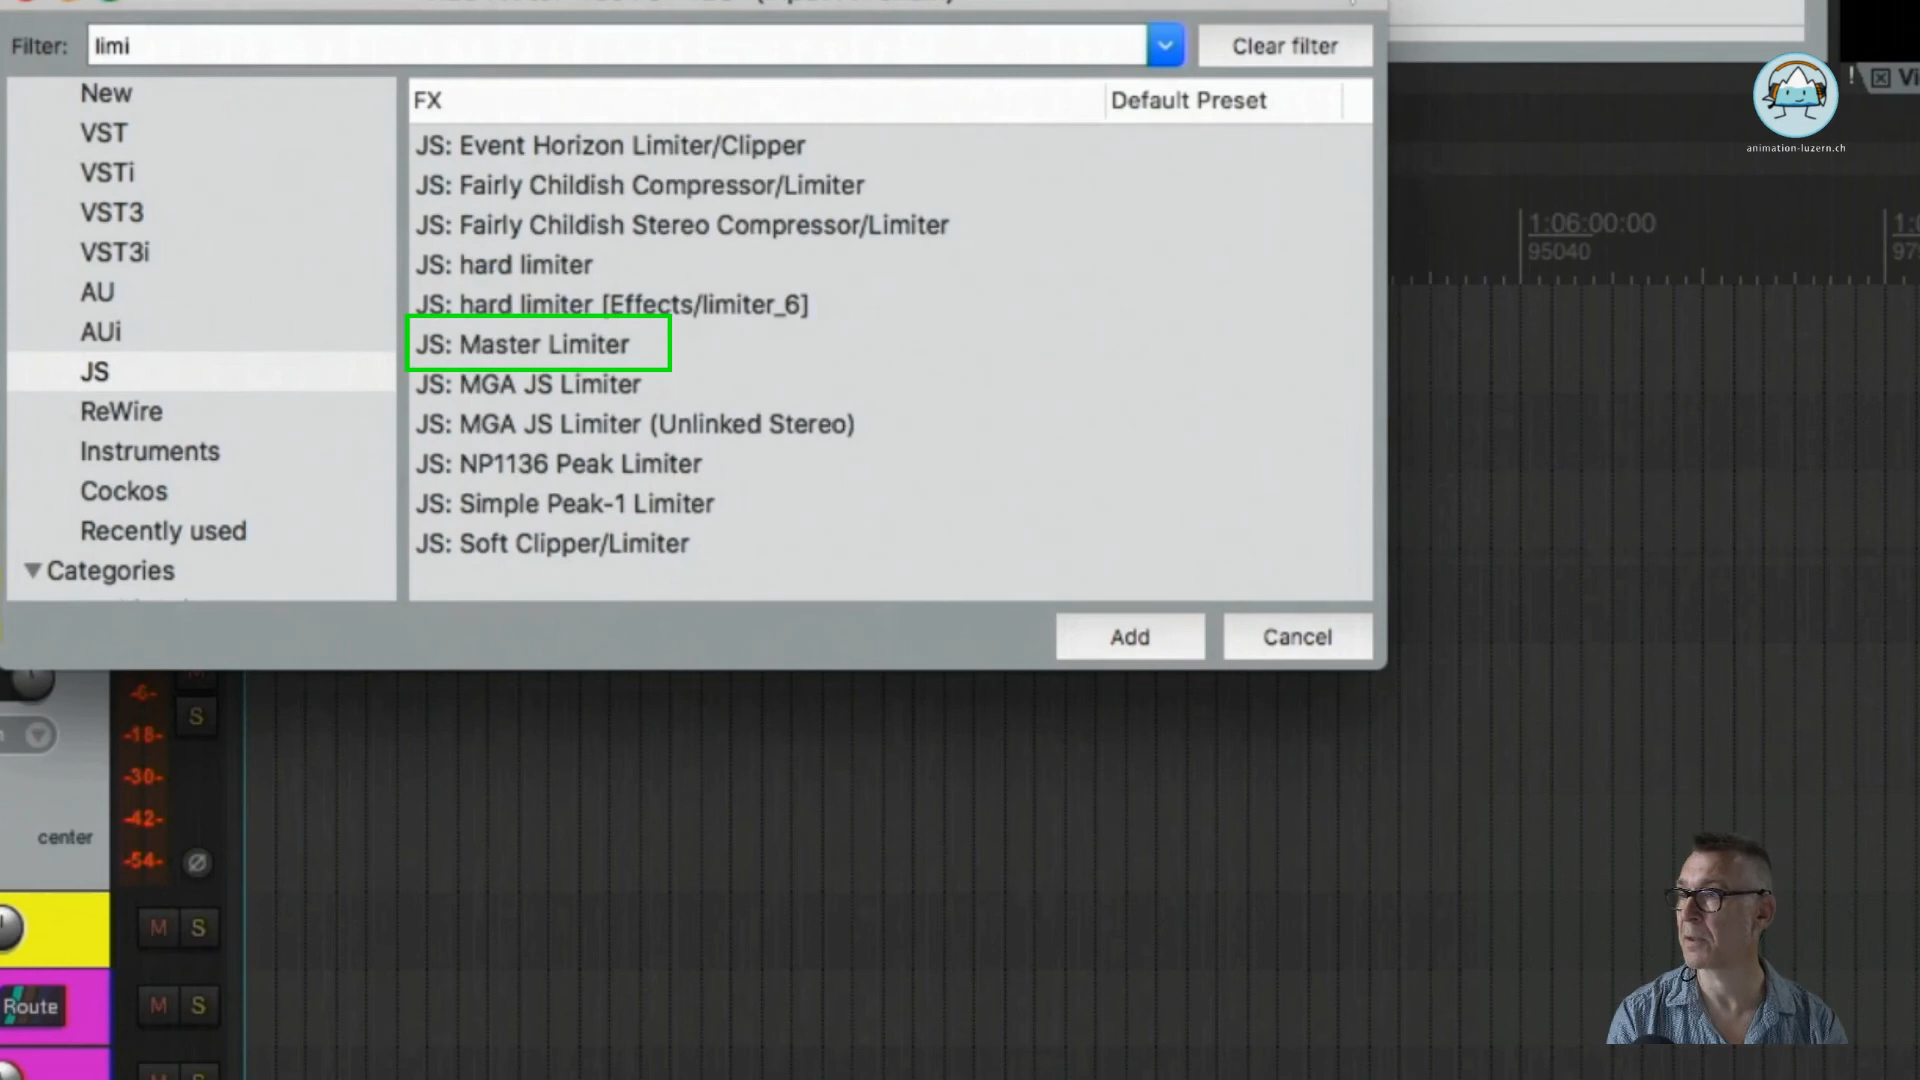 Filter:
limi
Clear filter
New
VST
VSTi
VST3
VST3i
AU
AUi
JS
ReWire
Instruments
Cockos
Recently used
Categories
FX
Default Preset
JS: Event Horizon Limiter/Clipper
JS: Fairly Childish Compressor/Limiter
JS: Fairly Childish Stereo Compressor/Limiter
JS: hard limiter
JS: hard limiter [Effects/limiter_6]
JS: Master Limiter
JS: MGA JS Limiter
JS: MGA JS Limiter (Unlinked Stereo)
JS: NP1136 Peak Limiter
JS: Simple Peak-1 Limiter
JS: Soft Clipper/Limiter
Add
Cancel
animation-luzern.ch
1:06:00:00
95040
-6-
-18-
-30-
-42-
-54-
S
center
M S
Route
M S